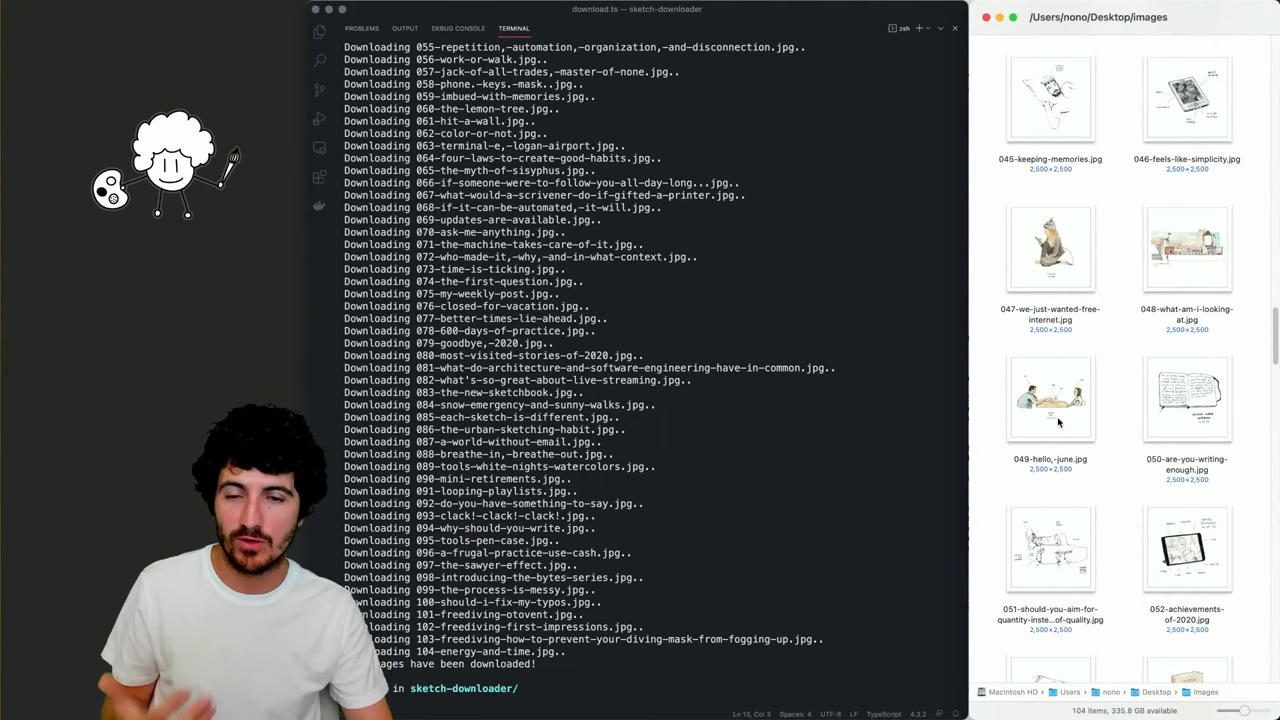 download.ts — sketch-downloader
PROBLEMS OUTPUT DEBUG CONSOLE TERMINAL
zsh
Downloading 055-repetition,-automation,-organization,-and-disconnection.jpg..
Downloading 056-work-or-walk.jpg..
Downloading 057-jack-of-all-trades,-master-of-none.jpg..
Downloading 058-phone.-keys.-mask..jpg..
Downloading 059-imbued-with-memories.jpg..
Downloading 060-the-lemon-tree.jpg..
Downloading 061-hit-a-wall.jpg..
Downloading 062-color-or-not.jpg..
Downloading 063-terminal-e,-logan-airport.jpg..
Downloading 064-four-laws-to-create-good-habits.jpg..
Downloading 065-the-myth-of-sisyphus.jpg..
Downloading 066-if-someone-were-to-follow-you-all-day-long...jpg..
Downloading 067-what-would-a-scrivener-do-if-gifted-a-printer.jpg..
Downloading 068-if-it-can-be-automated,-it-will.jpg..
Downloading 069-updates-are-available.jpg..
Downloading 070-ask-me-anything.jpg..
Downloading 071-the-machine-takes-care-of-it.jpg..
Downloading 072-who-made-it,-why,-and-in-what-context.jpg..
Downloading 073-time-is-ticking.jpg..
Downloading 074-the-first-question.jpg..
Downloading 075-my-weekly-post.jpg..
Downloading 076-closed-for-vacation.jpg..
Downloading 077-better-times-lie-ahead.jpg..
Downloading 078-600-days-of-practice.jpg..
Downloading 079-goodbye,-2020.jpg..
Downloading 080-most-visited-stories-of-2020.jpg..
Downloading 081-what-do-architecture-and-software-engineering-have-in-common.jpg..
Downloading 082-what's-so-great-about-live-streaming.jpg..
Downloading 083-the-new-sketchbook.jpg..
Downloading 084-snow-emergency-and-sunny-walks.jpg..
Downloading 085-each-sketch-is-different.jpg..
Downloading 086-the-urban-sketching-habit.jpg..
Downloading 087-a-world-without-email.jpg..
Downloading 088-breathe-in,-breathe-out.jpg..
Downloading 089-tools-white-nights-watercolors.jpg..
Downloading 090-mini-retirements.jpg..
Downloading 091-looping-playlists.jpg..
Downloading 092-do-you-have-something-to-say.jpg..
Downloading 093-clack!-clack!-clack!.jpg..
Downloading 094-why-should-you-write.jpg..
Downloading 095-tools-pen-case.jpg..
Downloading 096-a-frugal-practice-use-cash.jpg..
Downloading 097-the-sawyer-effect.jpg..
Downloading 098-introducing-the-bytes-series.jpg..
Downloading 099-the-process-is-messy.jpg..
Downloading 100-should-i-fix-my-typos.jpg..
loading 101-freediving-otovent.jpg..
loading 102-freediving-first-impressions.jpg..
loading 103-freediving-how-to-prevent-your-diving-mask-from-fogging-up.jpg..
loading 104-energy-and-time.jpg..
ages have been downloaded!
in sketch-downloader/
Ln 13, Col 3 Spaces: 4 UTF-8 LF TypeScript 4.3.2
/Users/nono/Desktop/images
045-keeping-memories.jpg
2,500×2,500
046-feels-like-simplicity.jpg
2,500×2,500
047-we-just-wanted-free-
internet.jpg
2,500×2,500
048-what-am-i-looking-
at.jpg
2,500×2,500
049-hello,-june.jpg
2,500×2,500
050-are-you-writing-
enough.jpg
2,500×2,500
051-should-you-aim-for-
quantity-inste...of-quality.jpg
2,500×2,500
052-achievements-
of-2020.jpg
2,500×2,500
Macintosh HD › Users › nono › Desktop › images
104 items, 335.8 GB available